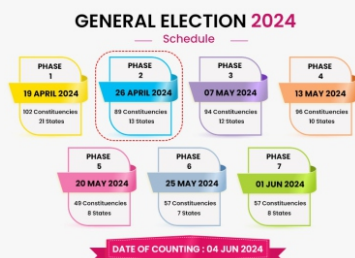 GENERAL ELECTION 2024
Schedule
PHASE
1
19 APRIL 2024
102 Constituencies
21 States
PHASE
2
26 APRIL 2024
89 Constituencies
13 States
PHASE
3
07 MAY 2024
94 Constituencies
12 States
PHASE
4
13 MAY 2024
96 Constituencies
10 States
PHASE
5
20 MAY 2024
49 Constituencies
8 States
PHASE
6
25 MAY 2024
57 Constituencies
7 States
PHASE
7
01 JUN 2024
57 Constituencies
8 States
DATE OF COUNTING : 04 JUN 2024